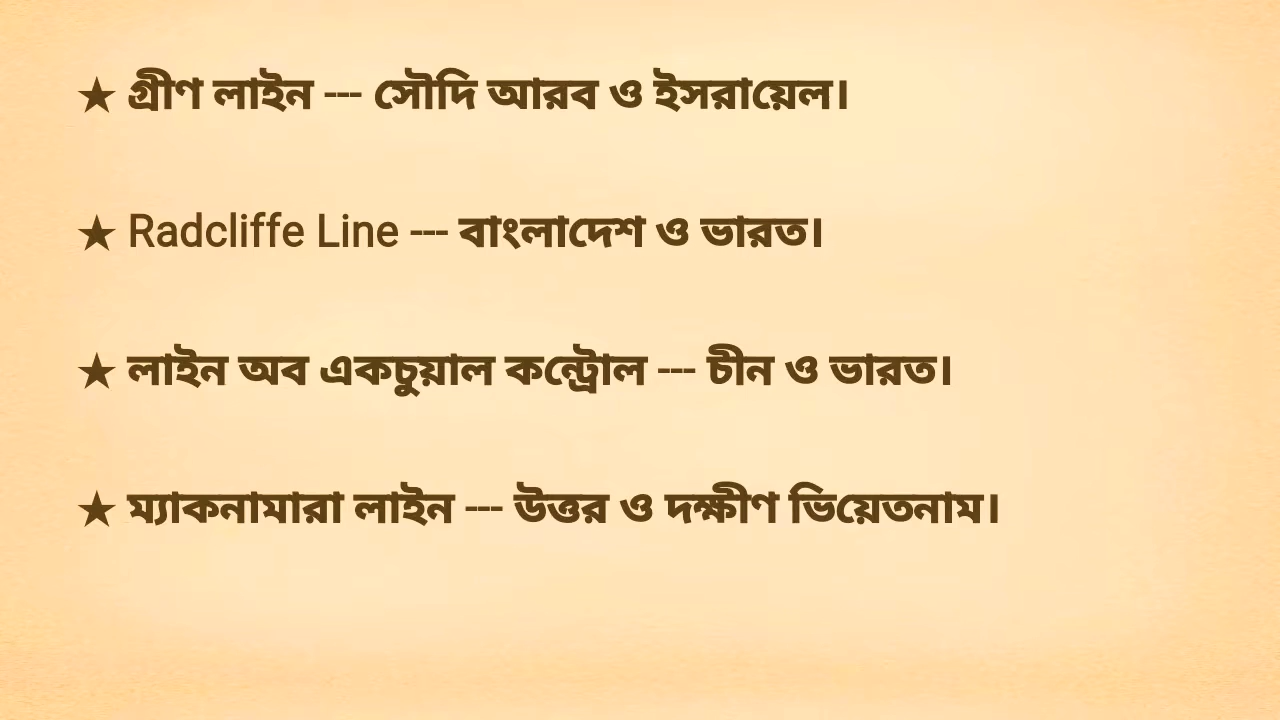 ★ গ্রীণ লাইন --- সৌদি আরব ও ইসরায়েল।
★ Radcliffe Line --- বাংলাদেশ ও ভারত।
★ লাইন অব একচুয়াল কন্ট্রোল --- চীন ও ভারত।
★ ম্যাকনামারা লাইন --- উত্তর ও দক্ষীণ ভিয়েতনাম।